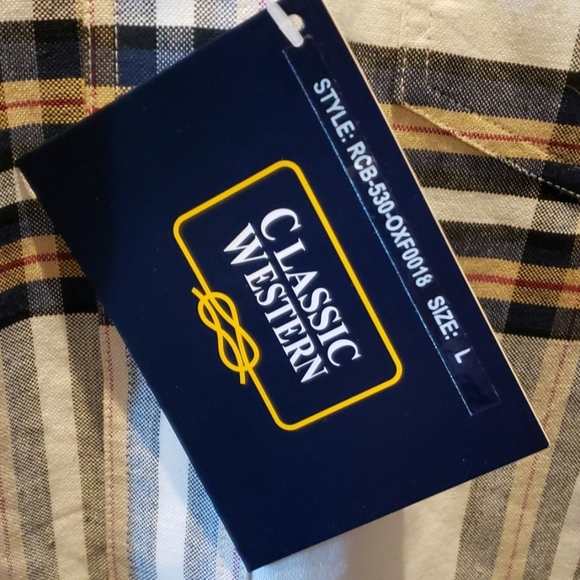 STYLE: RCB-530-OXF0018 SIZE: L
CLASSIC
WESTERN